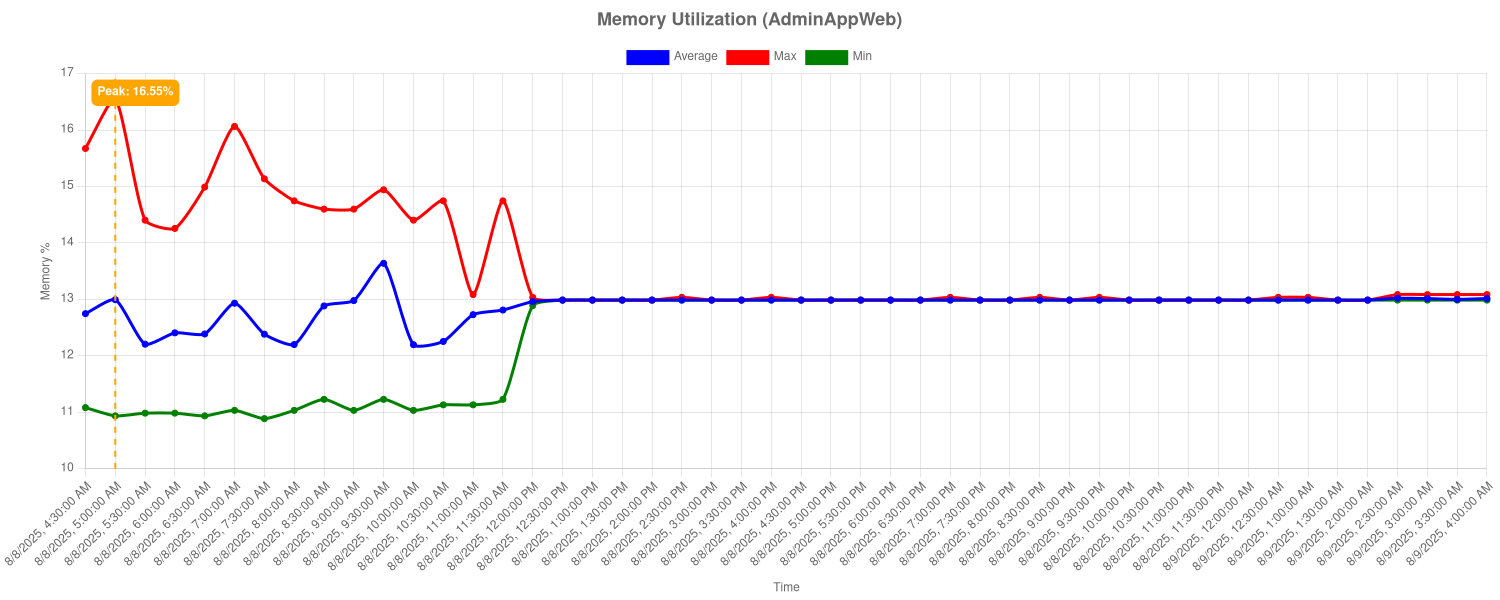 Memory Utilization (AdminAppWeb)
Average Max Min
17
Peak: 16.55%
16
15
14
13
12
11
10
Memory %
8/8/2025, 4:30:00 AM
8/8/2025, 5:00:00 AM
8/8/2025, 5:30:00 AM
8/8/2025, 6:00:00 AM
8/8/2025, 6:30:00 AM
8/8/2025, 7:00:00 AM
8/8/2025, 7:30:00 AM
8/8/2025, 8:00:00 AM
8/8/2025, 8:30:00 AM
8/8/2025, 9:00:00 AM
8/8/2025, 9:30:00 AM
8/8/2025, 10:00:00 AM
8/8/2025, 10:30:00 AM
8/8/2025, 11:00:00 AM
8/8/2025, 11:30:00 AM
8/8/2025, 12:00:00 PM
8/8/2025, 12:30:00 PM
8/8/2025, 1:00:00 PM
8/8/2025, 1:30:00 PM
8/8/2025, 2:00:00 PM
8/8/2025, 2:30:00 PM
8/8/2025, 3:00:00 PM
8/8/2025, 3:30:00 PM
8/8/2025, 4:00:00 PM
8/8/2025, 4:30:00 PM
8/8/2025, 5:00:00 PM
8/8/2025, 5:30:00 PM
8/8/2025, 6:00:00 PM
8/8/2025, 6:30:00 PM
8/8/2025, 7:00:00 PM
8/8/2025, 7:30:00 PM
8/8/2025, 8:00:00 PM
8/8/2025, 8:30:00 PM
8/8/2025, 9:00:00 PM
8/8/2025, 9:30:00 PM
8/8/2025, 10:00:00 PM
8/8/2025, 10:30:00 PM
8/8/2025, 11:00:00 PM
8/8/2025, 11:30:00 PM
8/9/2025, 12:00:00 AM
8/9/2025, 12:30:00 AM
8/9/2025, 1:00:00 AM
8/9/2025, 1:30:00 AM
8/9/2025, 2:00:00 AM
8/9/2025, 2:30:00 AM
8/9/2025, 3:00:00 AM
8/9/2025, 3:30:00 AM
8/9/2025, 4:00:00 AM
Time